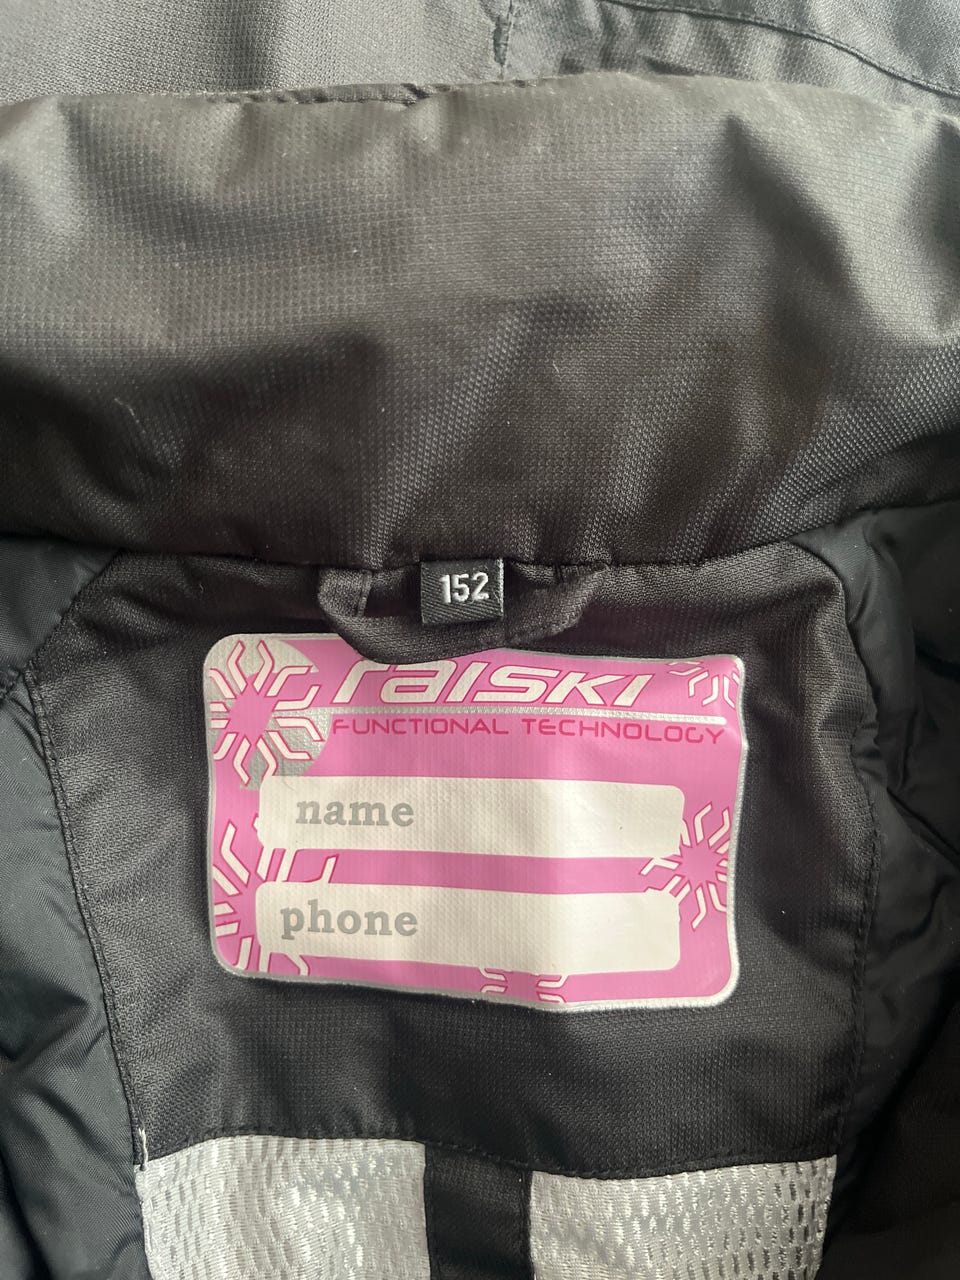 152
raiski
FUNCTIONAL TECHNOLOGY
name
phone